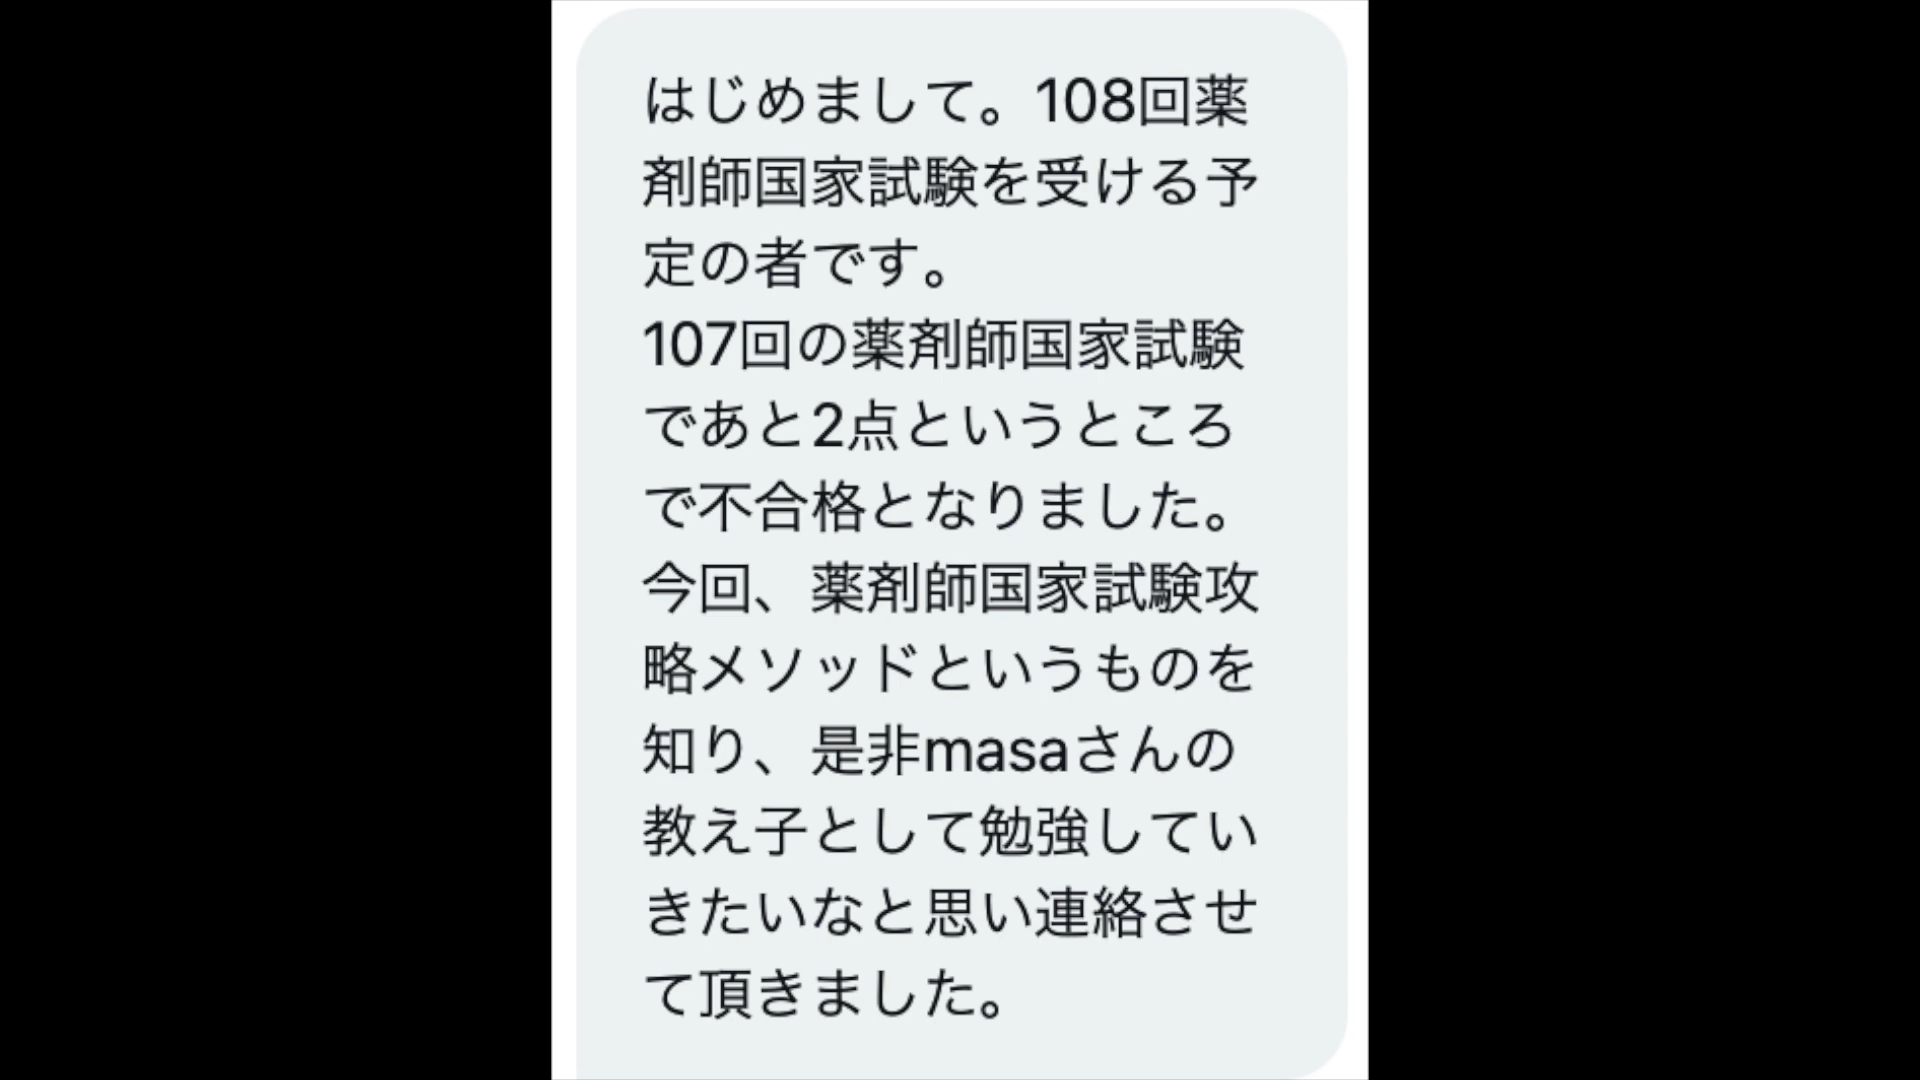 はじめまして。108回薬
剤師国家試験を受ける予
定の者です。
107回の薬剤師国家試験
であと2点というところ
で不合格となりました。
今回、薬剤師国家試験攻
略メソッドというものを
知り、是非masaさんの
教え子として勉強してい
きたいなと思い連絡させ
て頂きました。